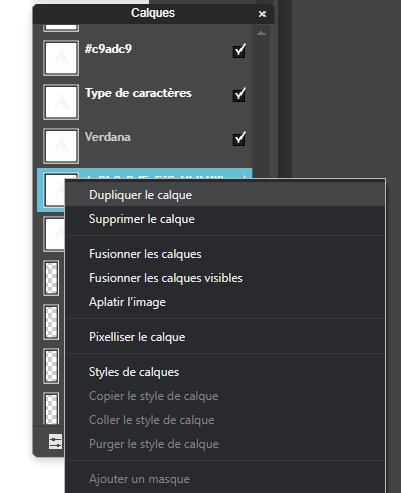 Calques
#c9adc9
Type de caractères
Verdana
Dupliquer le calque
Supprimer le calque
Fusionner les calques
Fusionner les calques visibles
Aplatir l’image
Pixelliser le calque
Styles de calques
Copier le style de calque
Coller le style de calque
Purger le style de calque
Ajouter un masque